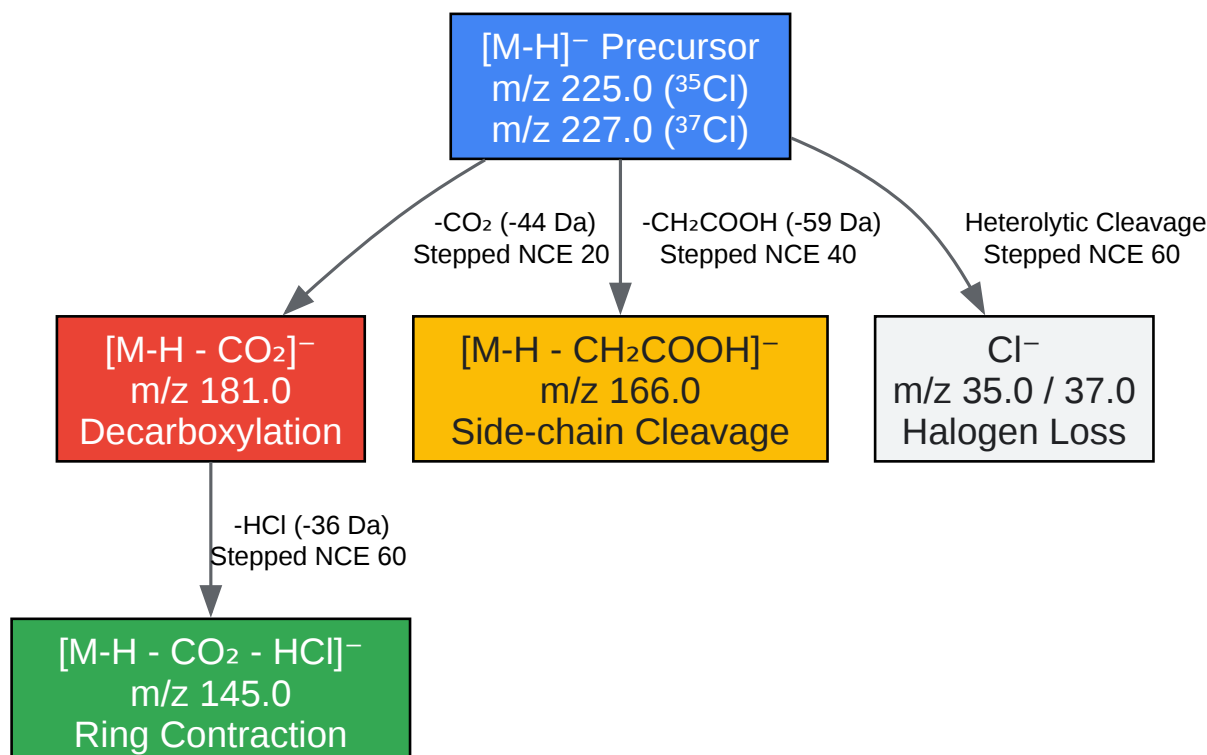 [M-H]⁻ Precursor
m/z 225.0 (³⁵Cl)
m/z 227.0 (³⁷Cl)
-CO₂ (-44 Da)
Stepped NCE 20
-CH₂COOH (-59 Da)
Stepped NCE 40
Heterolytic Cleavage
Stepped NCE 60
[M-H - CO₂]⁻
m/z 181.0
Decarboxylation
[M-H - CH₂COOH]⁻
m/z 166.0
Side-chain Cleavage
Cl⁻
m/z 35.0 / 37.0
Halogen Loss
-HCl (-36 Da)
Stepped NCE 60
[M-H - CO₂ - HCl]⁻
m/z 145.0
Ring Contraction